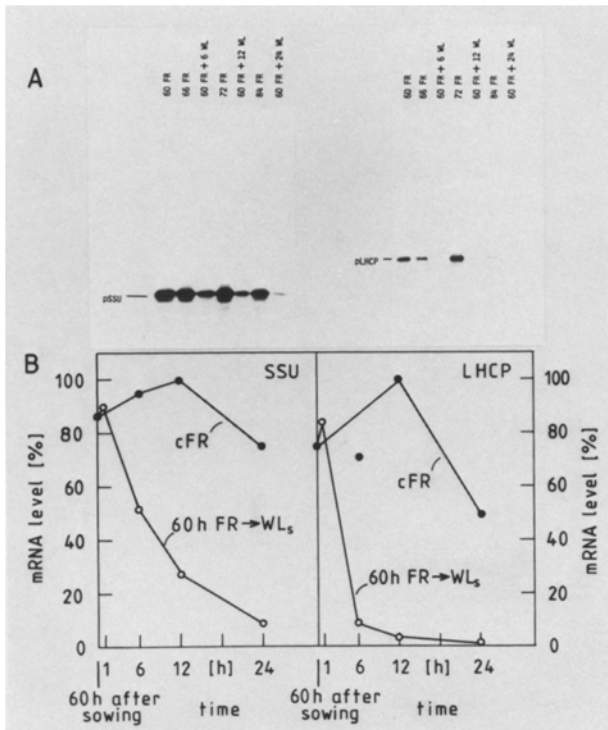 A
60 FR
66 FR
60 FR + 6 WL
72 FR
60 FR + 12 WL
84 FR
60 FR + 24 WL
60 FR
66 FR
60 FR + 6 WL
72 FR
60 FR + 12 WL
84 FR
60 FR + 24 WL
pLHCP
pSSU
B
SSU
LHCP
100
80
60
40
20
0
mRNA level [%]
cFR
60h FR→WLs
cFR
60h FR→WLs
100
80
60
40
20
0
mRNA level [%]
1 6 12 [h] 24
1 6 12 [h] 24
60h after sowing
time
60h after sowing
time